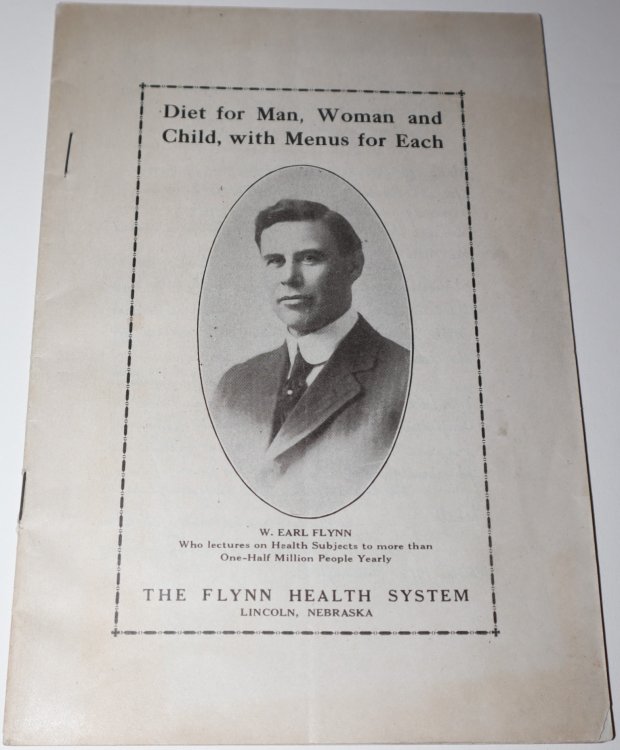 Diet for Man, Woman and
Child, with Menus for Each
W. EARL FLYNN
Who lectures on Health Subjects to more than
One-Half Million People Yearly
THE FLYNN HEALTH SYSTEM
LINCOLN, NEBRASKA